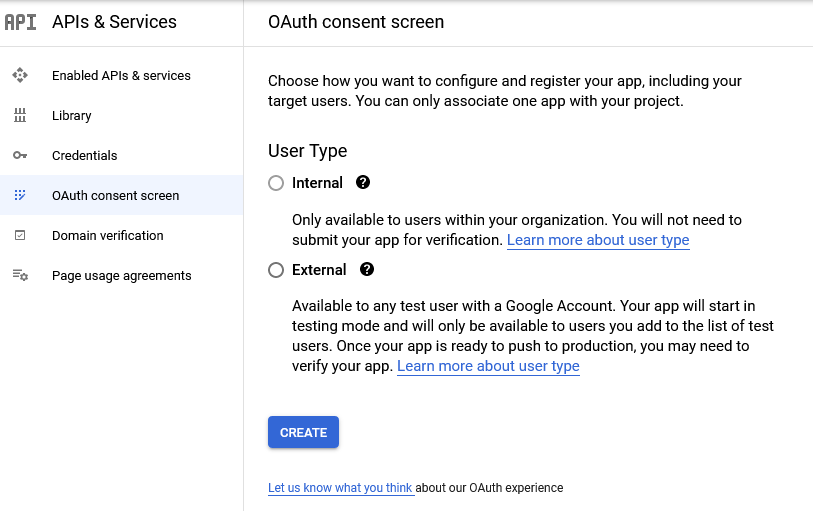 API APIs & Services
OAuth consent screen
Enabled APIs & services
Library
Credentials
OAuth consent screen
Domain verification
Page usage agreements
Choose how you want to configure and register your app, including your
target users. You can only associate one app with your project.
User Type
Internal ?
Only available to users within your organization. You will not need to
submit your app for verification. Learn more about user type
External ?
Available to any test user with a Google Account. Your app will start in
testing mode and will only be available to users you add to the list of test
users. Once your app is ready to push to production, you may need to
verify your app. Learn more about user type
CREATE
Let us know what you think about our OAuth experience